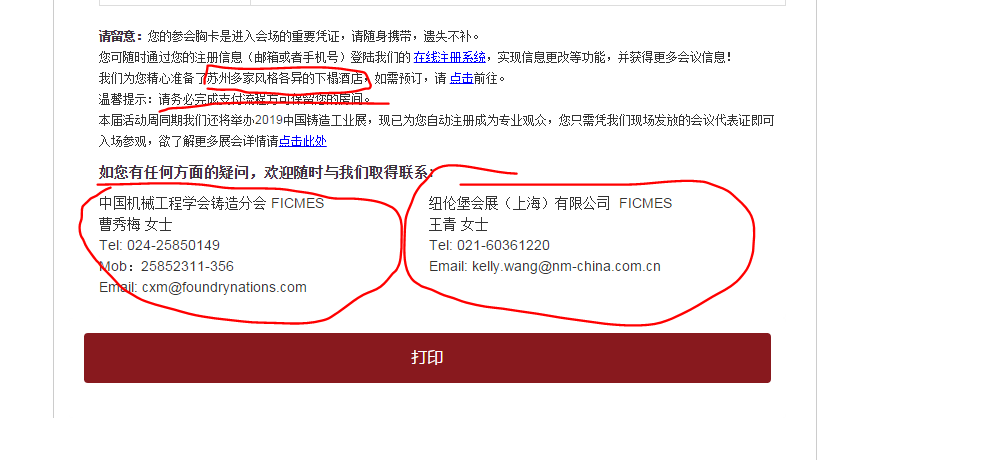 请留意：您的参会胸卡是进入会场的重要凭证，请随身携带，遗失不补。
您可随时通过您的注册信息（邮箱或者手机号）登陆我们的 在线注册系统，实现信息更改等功能，并获得更多会议信息！
我们为您精心准备了苏州多家风格各异的下榻酒店，如需预订，请 点击前往。
温馨提示：请务必完成支付流程方可保留您的房间。
本届活动周同期我们还将举办2019中国铸造工业展，现已为您自动注册成为专业观众，您只需凭我们现场发放的会议代表证即可
入场参观，欲了解更多展会详情请点击此处
如您有任何方面的疑问，欢迎随时与我们取得联系：
中国机械工程学会铸造分会 FICMES
曹秀梅 女士
Tel: 024-25850149
Mob：25852311-356
Email: cxm@foundrynations.com
纽伦堡会展（上海）有限公司 FICMES
王青 女士
Tel: 021-60361220
Email: kelly.wang@nm-china.com.cn
打印